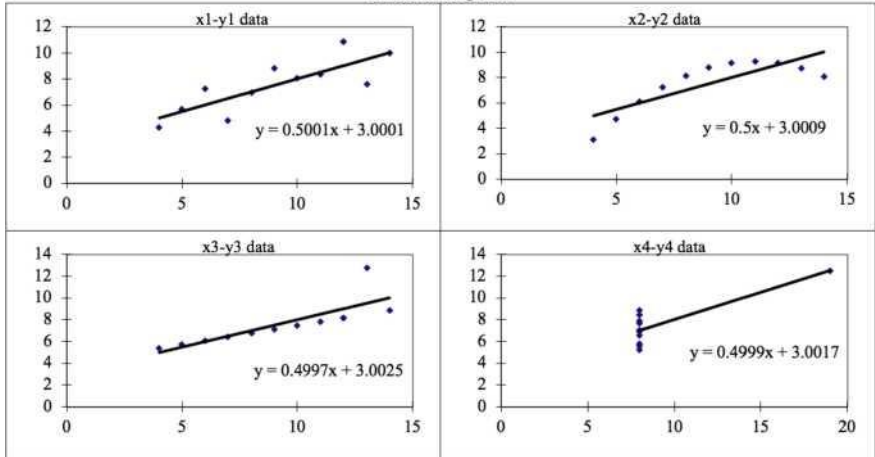 x1-y1 data
12
10
8
6
4
2
0
y = 0.5001x + 3.0001
0 5 10 15
x2-y2 data
12
10
8
6
4
2
0
y = 0.5x + 3.0009
0 5 10 15
x3-y3 data
14
12
10
8
6
4
2
0
y = 0.4997x + 3.0025
0 5 10 15
x4-y4 data
14
12
10
8
6
4
2
0
y = 0.4999x + 3.0017
0 5 10 15 20